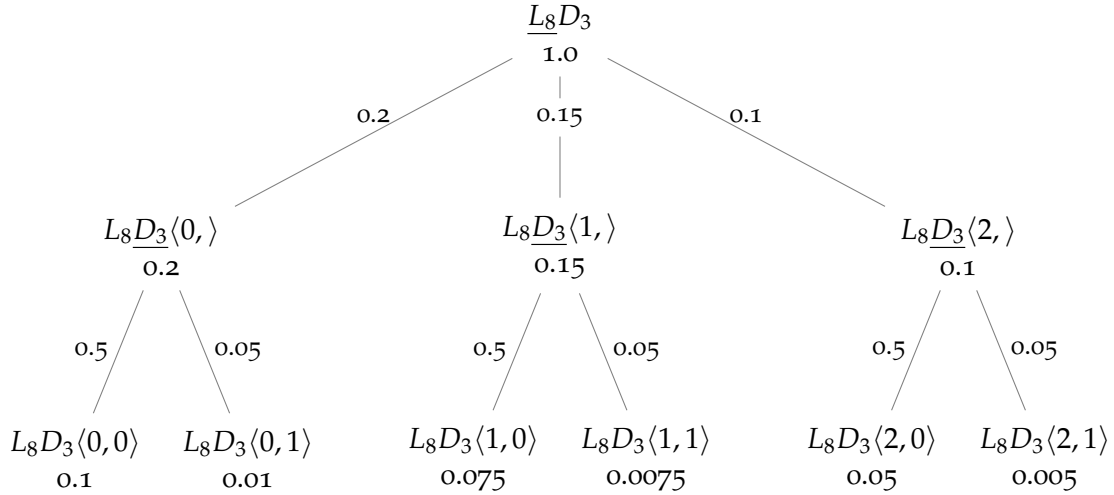 L₈D₃
1.0
0.2 0.15 0.1
L₈D₃⟨0, ⟩ L₈D₃⟨1, ⟩ L₈D₃⟨2, ⟩
0.2 0.15 0.1
0.5 0.05 0.5 0.05 0.5 0.05
L₈D₃⟨0, 0⟩ L₈D₃⟨0, 1⟩ L₈D₃⟨1, 0⟩ L₈D₃⟨1, 1⟩ L₈D₃⟨2, 0⟩ L₈D₃⟨2, 1⟩
0.1 0.01 0.075 0.0075 0.05 0.005